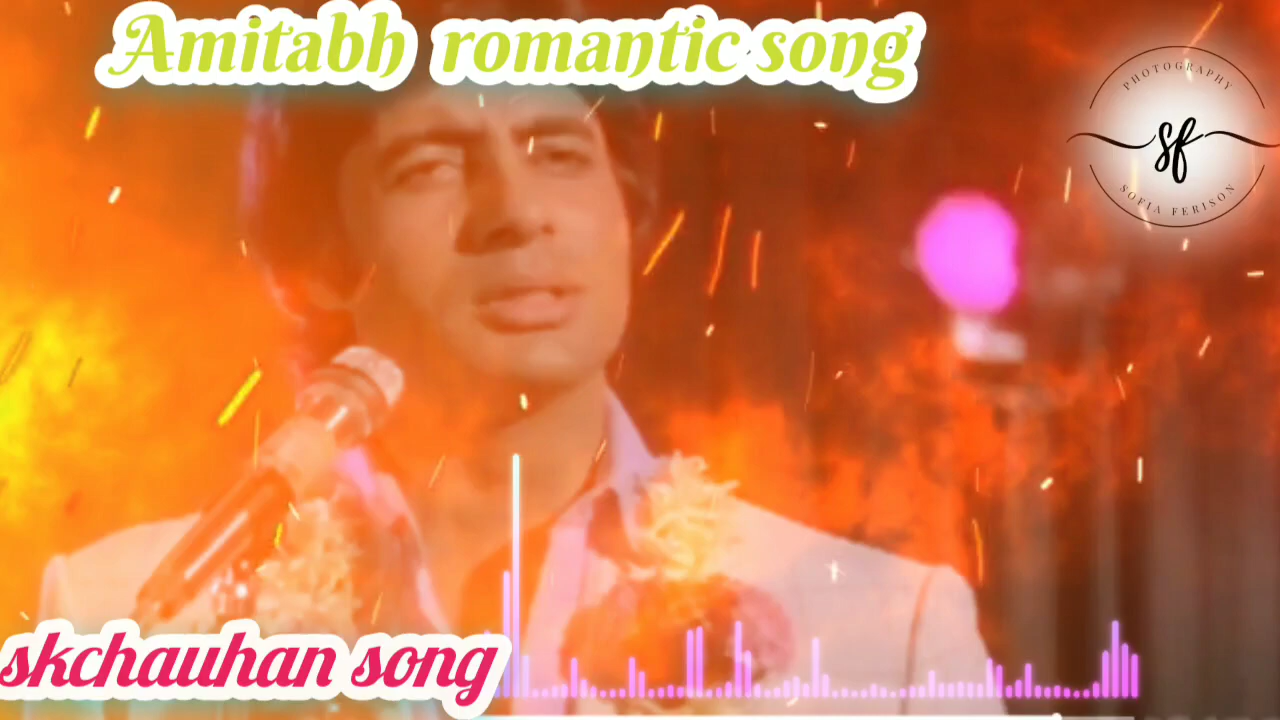 Amitabh romantic song
PHOTOGRAPHY
sf
SOFIA FERISON
skchauhan song